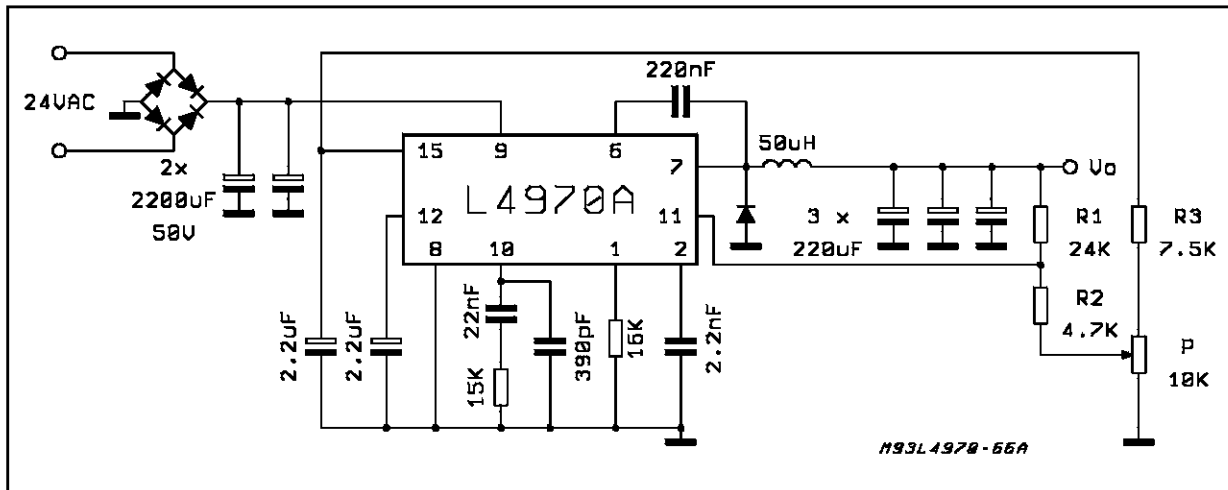 24VAC
2x
2200uF
50V
220nF
15
9
6
7
50uH
Vo
L4970A
12
11
8
10
1
2
3 x
220uF
R1
24K
R3
7.5K
R2
4.7K
P
10K
2.2uF
2.2uF
22nF
15K
390pF
16K
2.2nF
M93L4970-66A